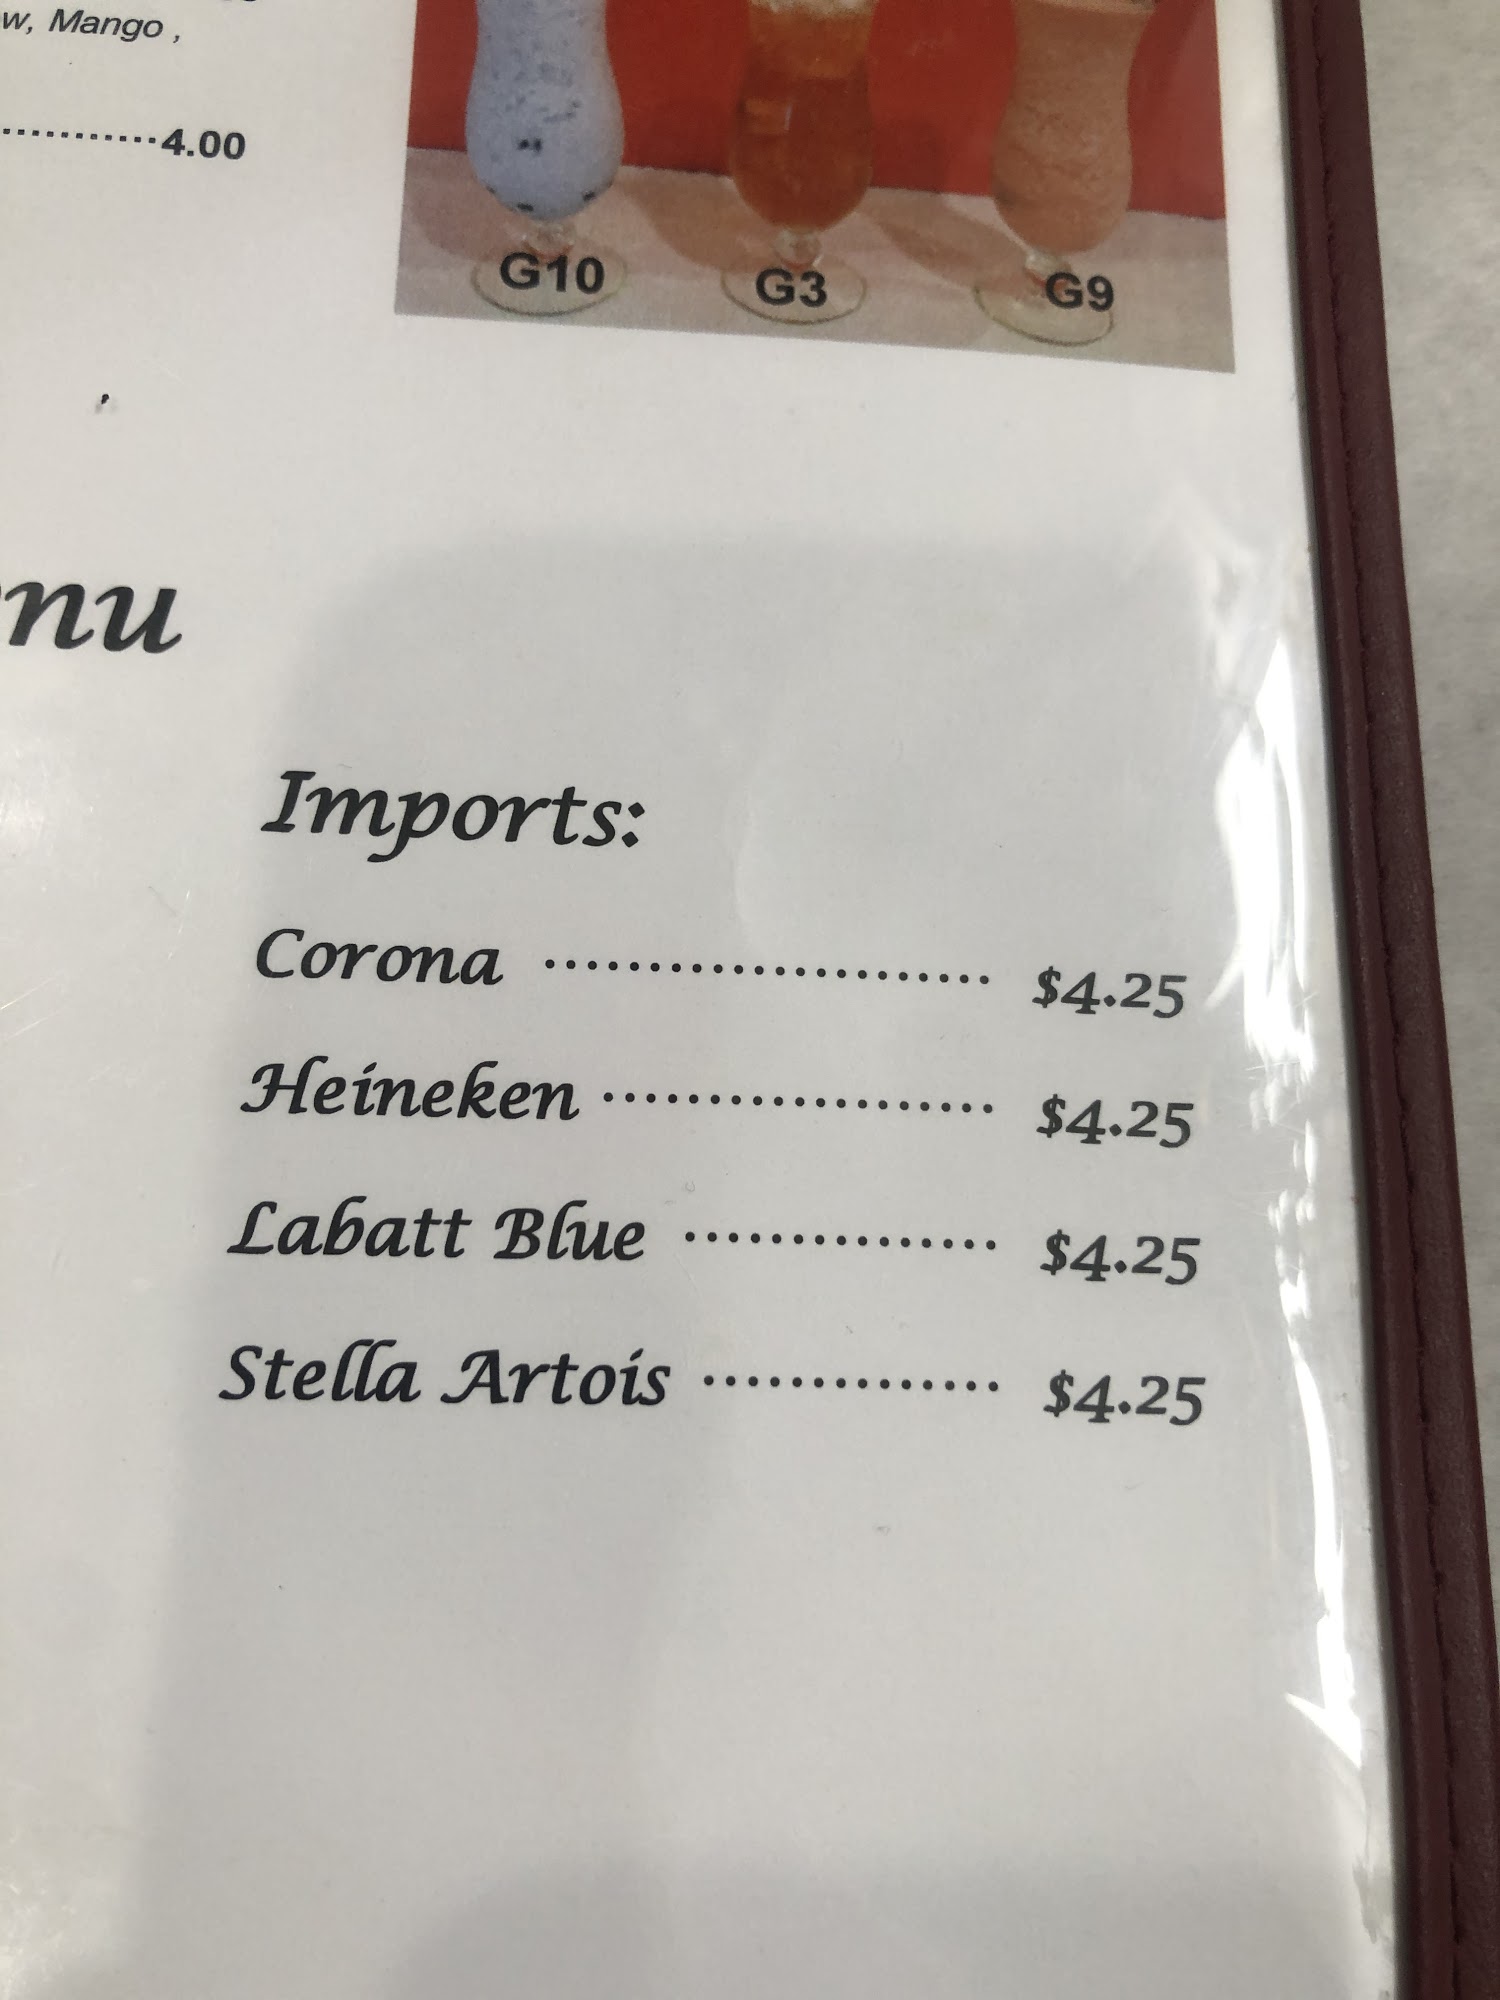 Mango ,
4.00
G10 G3 G9
Imports:
Corona ...................... $4.25
Heineken ................... $4.25
Labatt Blue ............... $4.25
Stella Artois .............. $4.25